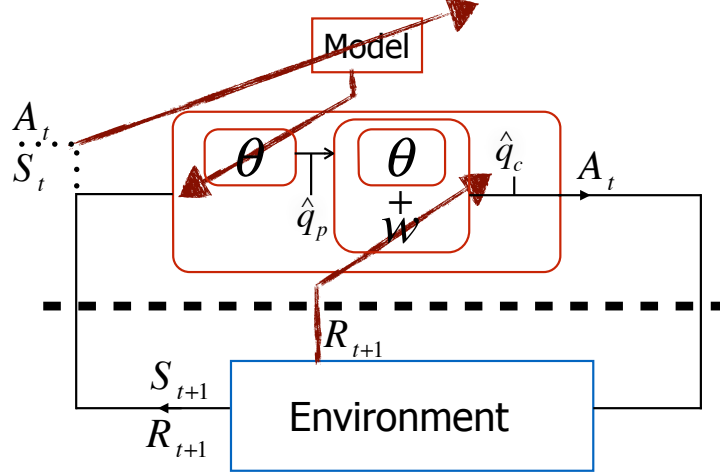 Model
A_t
S_t
θ
θ
+
w
q̂_p
q̂_c
A_t
R_{t+1}
S_{t+1}
R_{t+1}
Environment